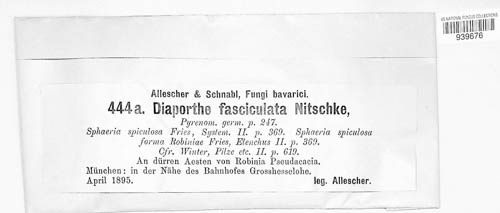 US NATIONAL FUNGUS COLLECTIONS
939676
Allescher & Schnabl, Fungi bavarici.
444a. Diaporthe fasciculata Nitschke,
Pyrenom. germ. p. 247.
Sphaeria spiculosa Fries, System. II. p. 369. Sphaeria spiculosa
forma Robiniae Fries, Elenchus II. p. 369.
Cfr. Winter, Pilze etc. II. p. 619.
An dürren Aesten von Robinia Pseudacacia.
München: in der Nähe des Bahnhofes Grosshesselohe.
April 1895. leg. Allescher.